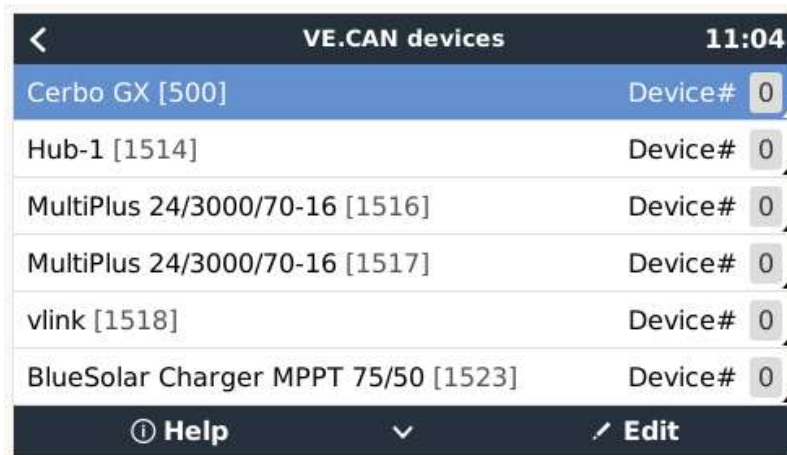 VE.CAN devices 11:04
Cerbo GX [500] Device# 0
Hub-1 [1514] Device# 0
MultiPlus 24/3000/70-16 [1516] Device# 0
MultiPlus 24/3000/70-16 [1517] Device# 0
vlink [1518] Device# 0
BlueSolar Charger MPPT 75/50 [1523] Device# 0
Help Edit